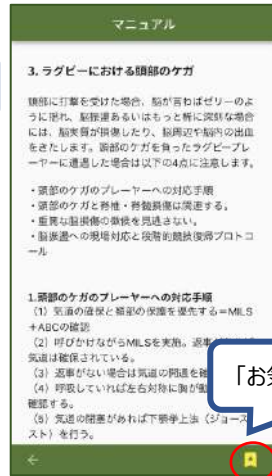 マニュアル
3. ラグビーにおける頭部のケガ
頭部に打撃を受けた場合、脳が言わばゼリーのよ
うに揺れ、脳振盪あるいはもっと稀に深刻な場合
には、脳実質が損傷したり、脳周辺や脳内の出血
をきたします。頭部のケガを負ったラグビープレ
ーヤーに遭遇した場合は以下の4点に注意します。
・頭部のケガのプレーヤーへの対応手順
・頭部のケガと脊椎・脊髄損傷は関連する。
・重篤な脳損傷の徴候を見逃さない。
・脳振盪への現場対応と段階的競技復帰プロトコ
ール
1.頭部のケガのプレーヤーへの対応手順
（1）気道の確保と頸部の保護を優先する＝MILS
+ABCの確認
（2）呼びかけながらMILSを実施。返事
気道は確保されている。
（3）返事がない場合は気道の開通を確
（4）呼吸していれば左右対称に胸が動
確認する。
（5）気道の閉塞があれば下顎挙上法（ジョース
スト）を行う。
「お気